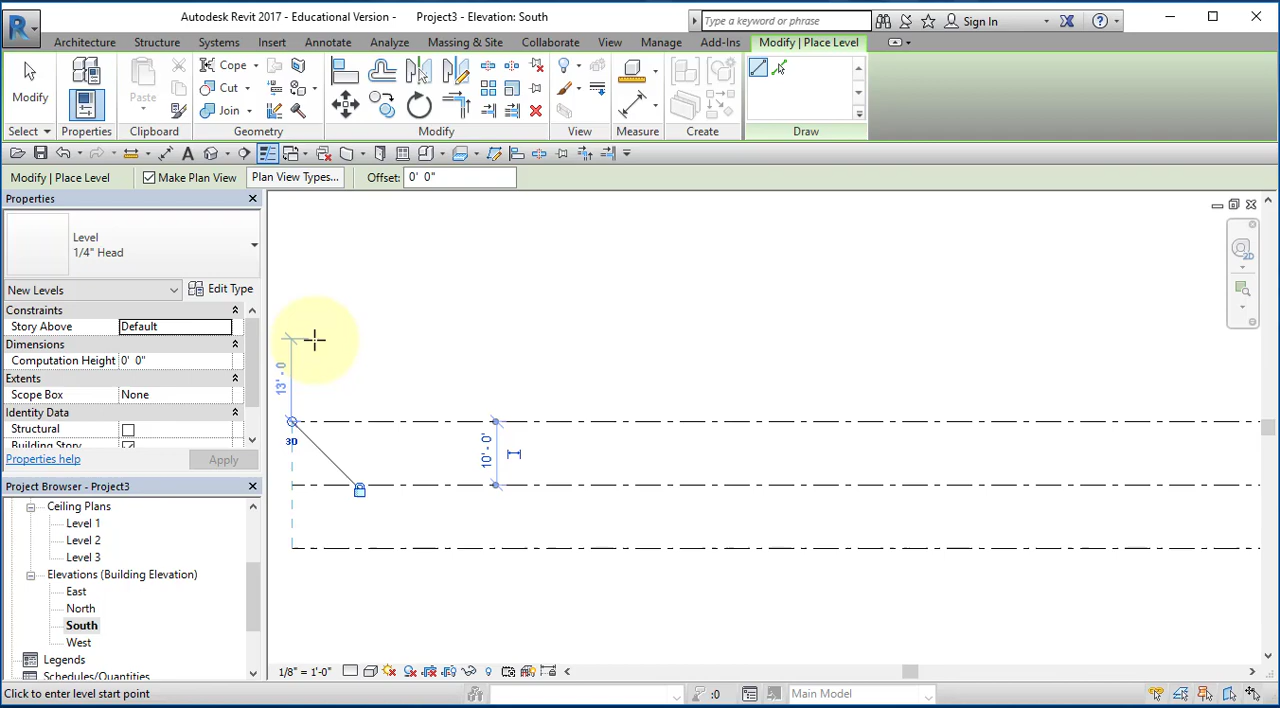 Autodesk Revit 2017 - Educational Version -    Project3 - Elevation: South
Type a keyword or phrase
Sign In
Architecture Structure Systems Insert Annotate Analyze Massing & Site Collaborate View Manage Add-Ins Modify | Place Level
Modify
Paste
Cope
Cut
Join
Select Properties Clipboard Geometry Modify View Measure Create Draw
Modify | Place Level Make Plan View Plan View Types... Offset: 0' 0"
Properties
Level
1/4" Head
New Levels Edit Type
Constraints
Story Above Default
Dimensions
Computation Height 0' 0"
Extents
Scope Box None
Identity Data
Structural
Building Story
Properties help Apply
Project Browser - Project3
Ceiling Plans
Level 1
Level 2
Level 3
Elevations (Building Elevation)
East
North
South
West
Legends
Schedules/Quantities
13' - 0
3D
10' - 0"
2D
1/8" = 1'-0"
Click to enter level start point
:0
Main Model